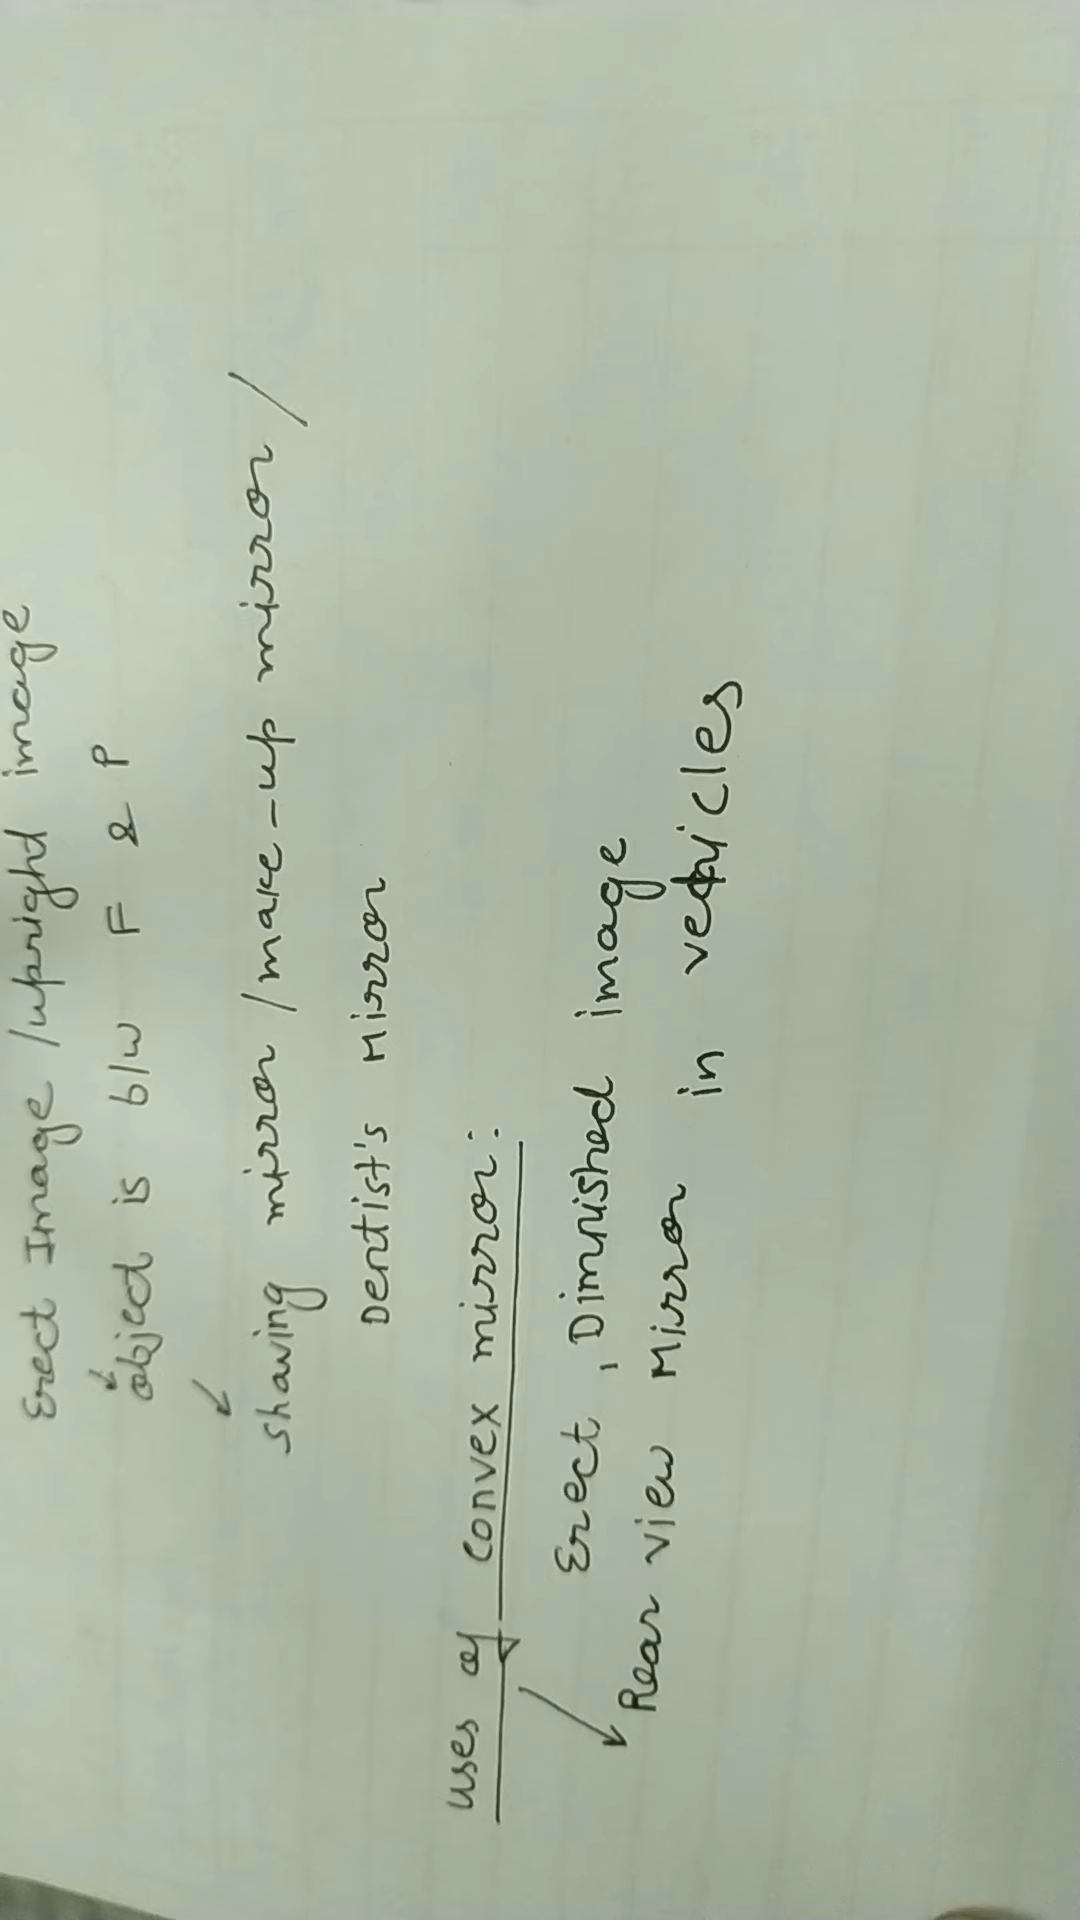 Erect Image /upright image
object is b/w F & P
shaving mirror /make-up mirror /
Dentist's Mirror
uses of convex mirror:
Erect, Diminished image
Rear view Mirror in vehicles